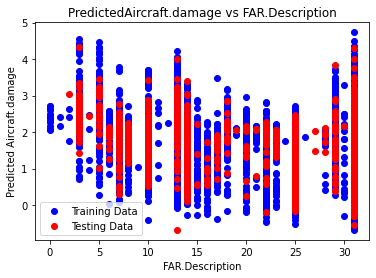 PredictedAircraft.damage vs FAR.Description
Predicted Aircraft.damage
5
4
3
2
1
0
Training Data
Testing Data
0 5 10 15 20 25 30
FAR.Description